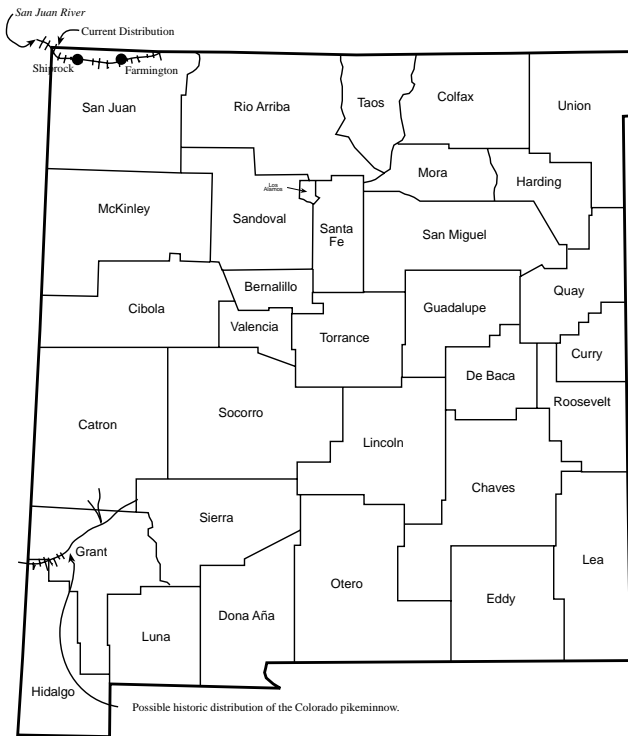 San Juan River
Current Distribution
Shiprock
Farmington
San Juan
Rio Arriba
Taos
Colfax
Union
Los
Alamos
Mora
Harding
McKinley
Sandoval
Santa
Fe
San Miguel
Bernalillo
Quay
Cibola
Guadalupe
Valencia
Torrance
Curry
De Baca
Roosevelt
Catron
Socorro
Lincoln
Chaves
Sierra
Grant
Lea
Otero
Eddy
Dona Aña
Luna
Hidalgo
Possible historic distribution of the Colorado pikeminnow.